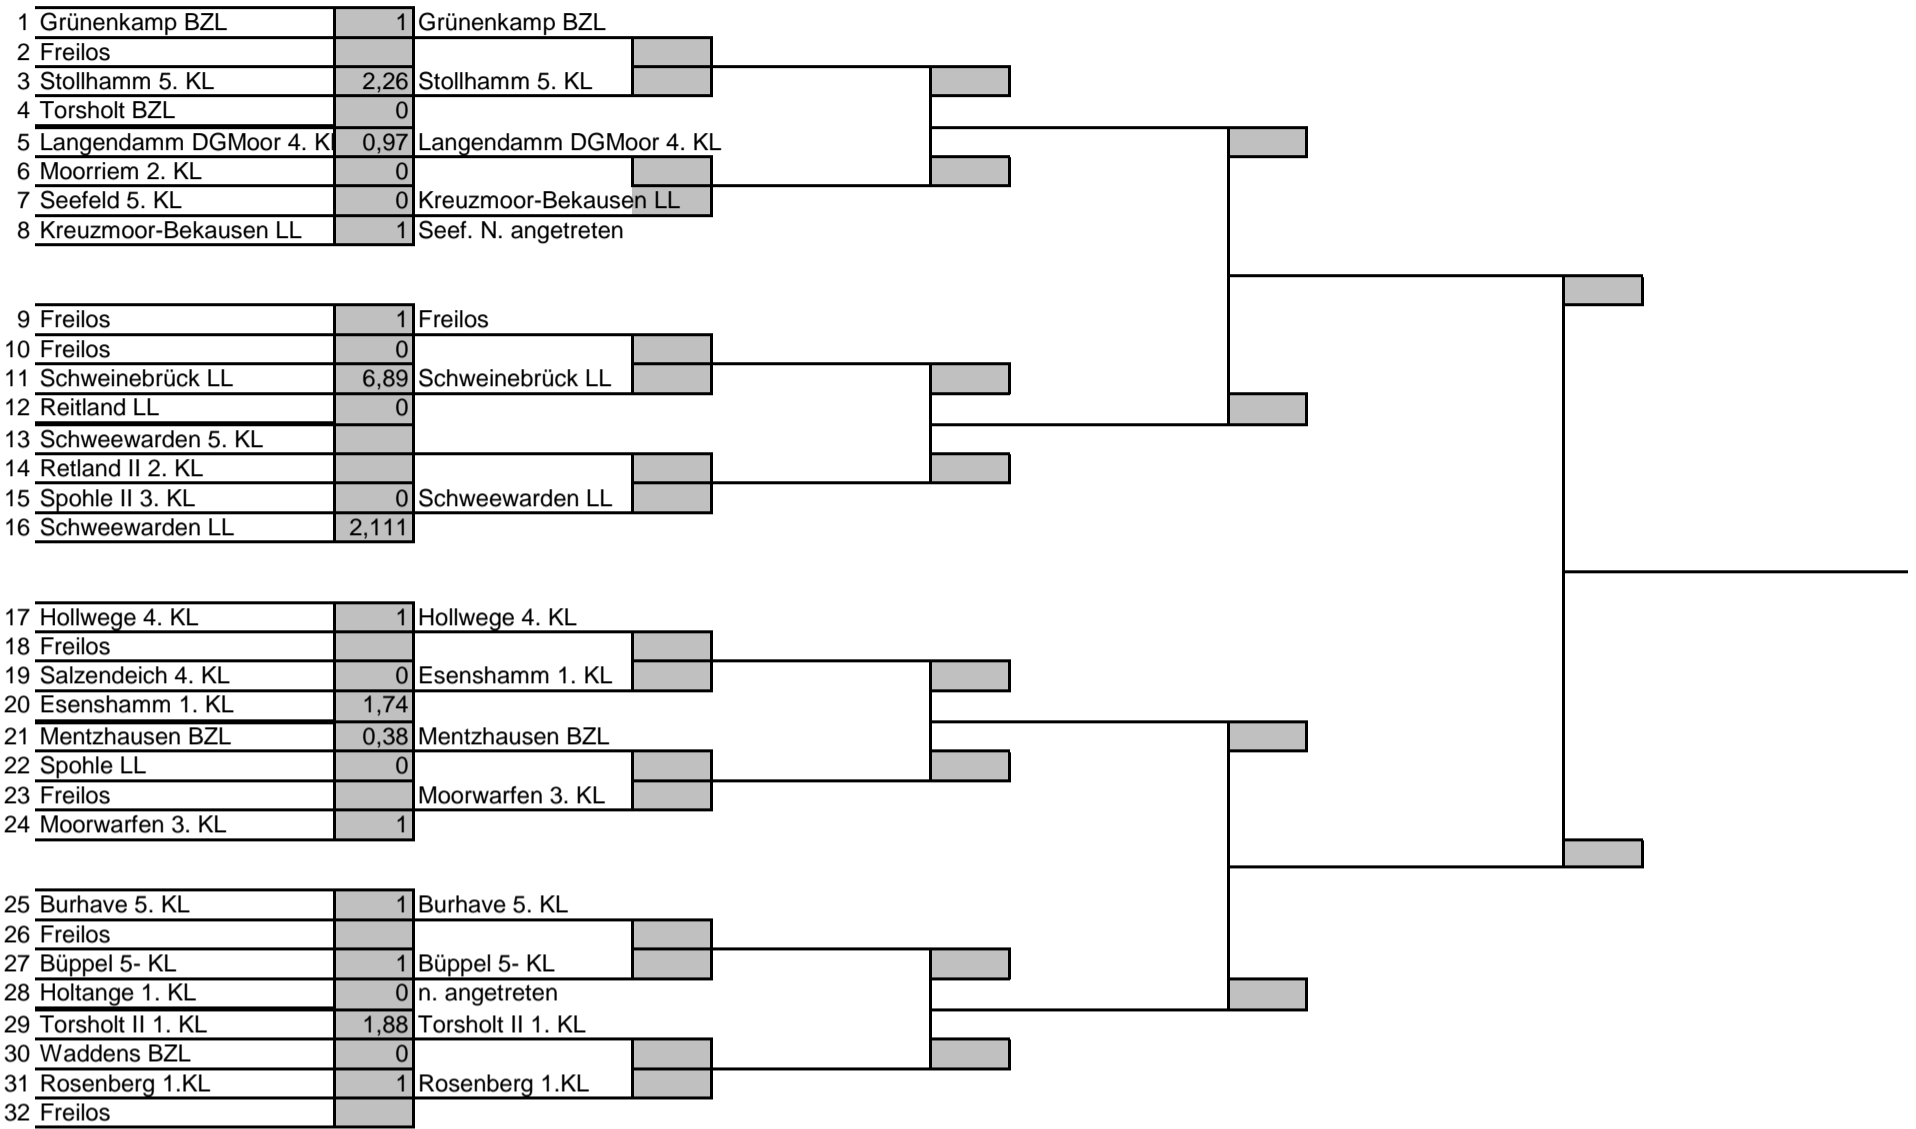 1 Grünenkamp BZL 1 Grünenkamp BZL
2 Freilos
3 Stollhamm 5. KL 2,26 Stollhamm 5. KL
4 Torsholt BZL 0
5 Langendamm DGMoor 4. Kl 0,97 Langendamm DGMoor 4. KL
6 Moorriem 2. KL 0
7 Seefeld 5. KL 0 Kreuzmoor-Bekausen LL
8 Kreuzmoor-Bekausen LL 1 Seef. N. angetreten
9 Freilos 1 Freilos
10 Freilos 0
11 Schweinebrück LL 6,89 Schweinebrück LL
12 Reitland LL 0
13 Schweewarden 5. KL
14 Retland II 2. KL
15 Spohle II 3. KL 0 Schweewarden LL
16 Schweewarden LL 2,111
17 Hollwege 4. KL 1 Hollwege 4. KL
18 Freilos
19 Salzendeich 4. KL 0 Esenshamm 1. KL
20 Esenshamm 1. KL 1,74
21 Mentzhausen BZL 0,38 Mentzhausen BZL
22 Spohle LL 0
23 Freilos Moorwarfen 3. KL
24 Moorwarfen 3. KL 1
25 Burhave 5. KL 1 Burhave 5. KL
26 Freilos
27 Büppel 5- KL 1 Büppel 5- KL
28 Holtange 1. KL 0 n. angetreten
29 Torsholt II 1. KL 1,88 Torsholt II 1. KL
30 Waddens BZL 0
31 Rosenberg 1.KL 1 Rosenberg 1.KL
32 Freilos